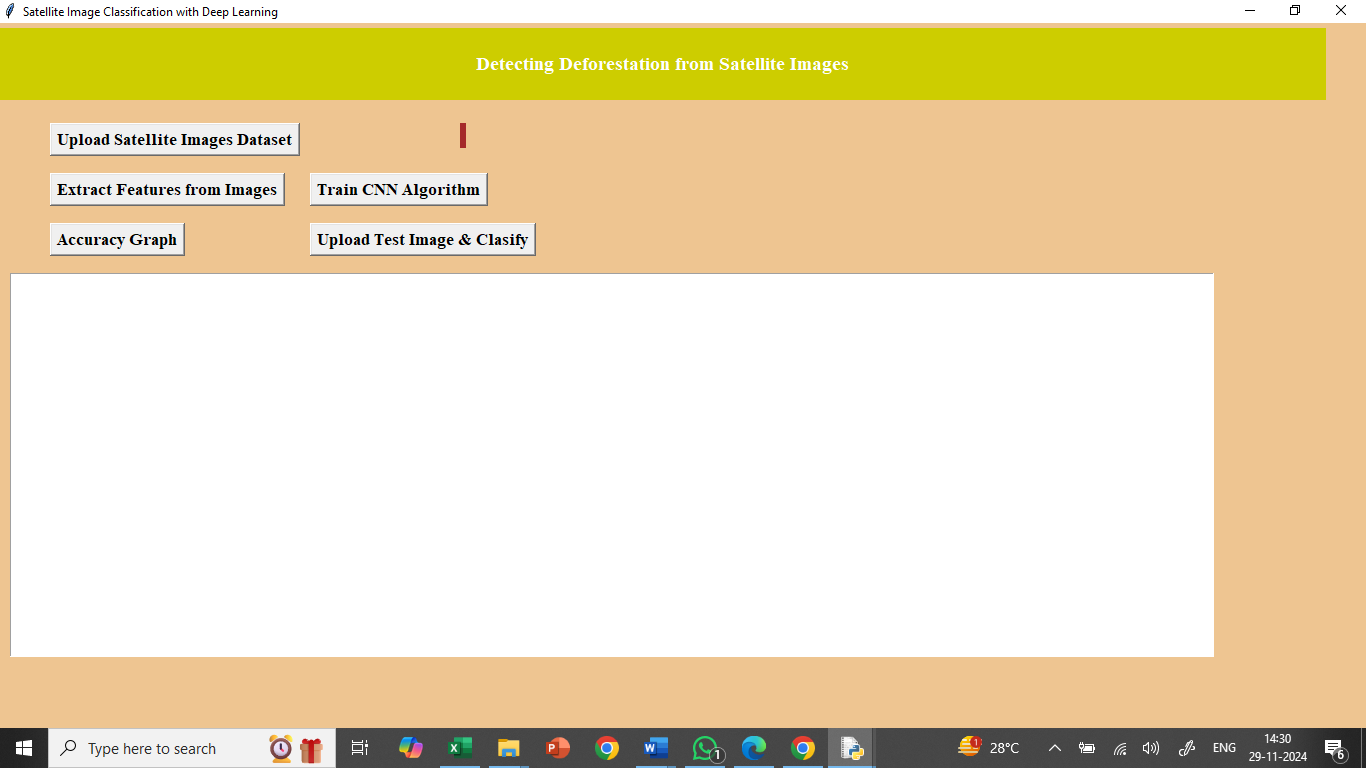 Satellite Image Classification with Deep Learning
Detecting Deforestation from Satellite Images
Upload Satellite Images Dataset
Extract Features from Images
Train CNN Algorithm
Accuracy Graph
Upload Test Image & Clasify
Type here to search
1
1
28°C
ENG
14:30
29-11-2024
6